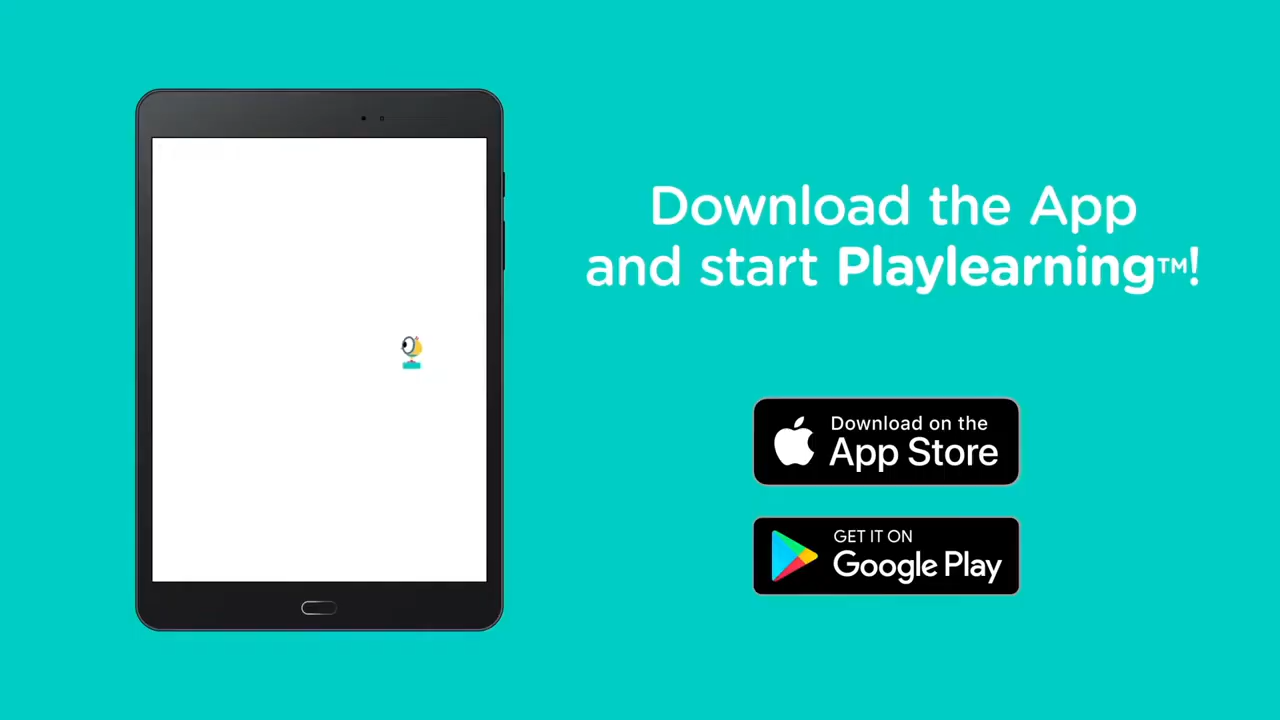 Download the App
and start Playlearning™!
Download on the
App Store
GET IT ON
Google Play